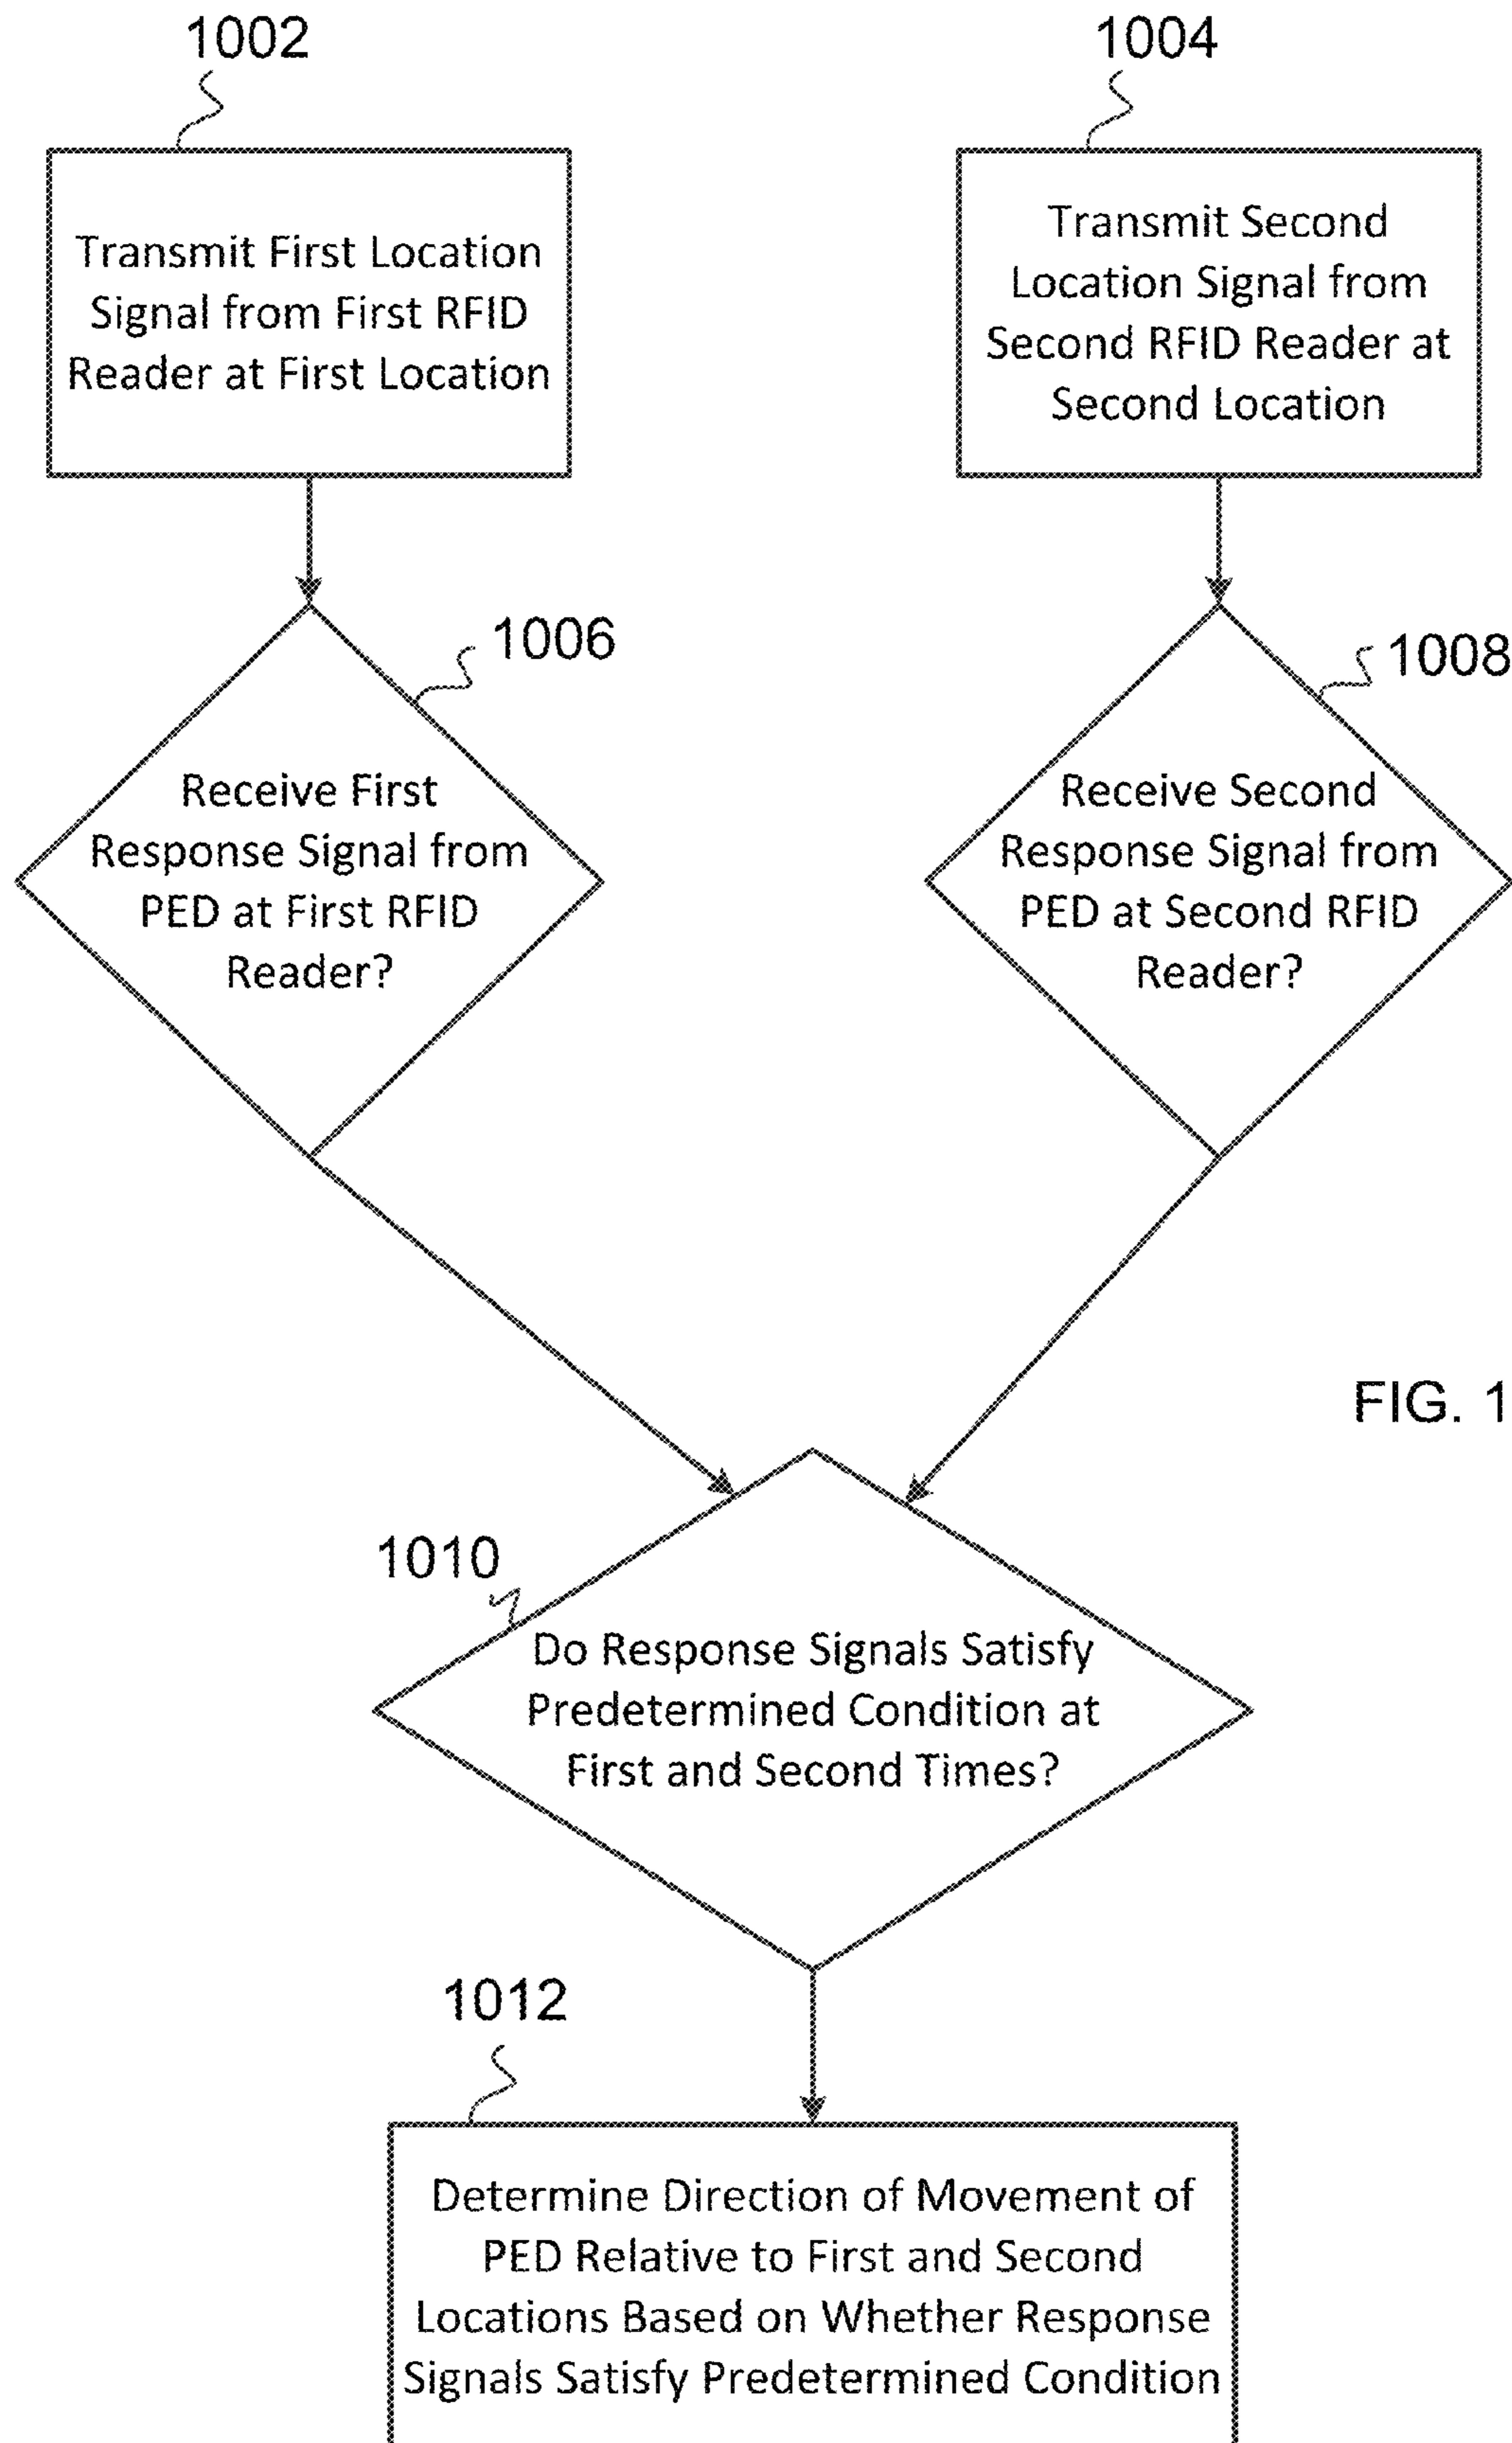 1002
Transmit First Location
Signal from First RFID
Reader at First Location
1004
Transmit Second
Location Signal from
Second RFID Reader at
Second Location
1006
Receive First
Response Signal from
PED at First RFID
Reader?
1008
Receive Second
Response Signal from
PED at Second RFID
Reader?
FIG. 1
1010
Do Response Signals Satisfy
Predetermined Condition at
First and Second Times?
1012
Determine Direction of Movement of
PED Relative to First and Second
Locations Based on Whether Response
Signals Satisfy Predetermined Condition